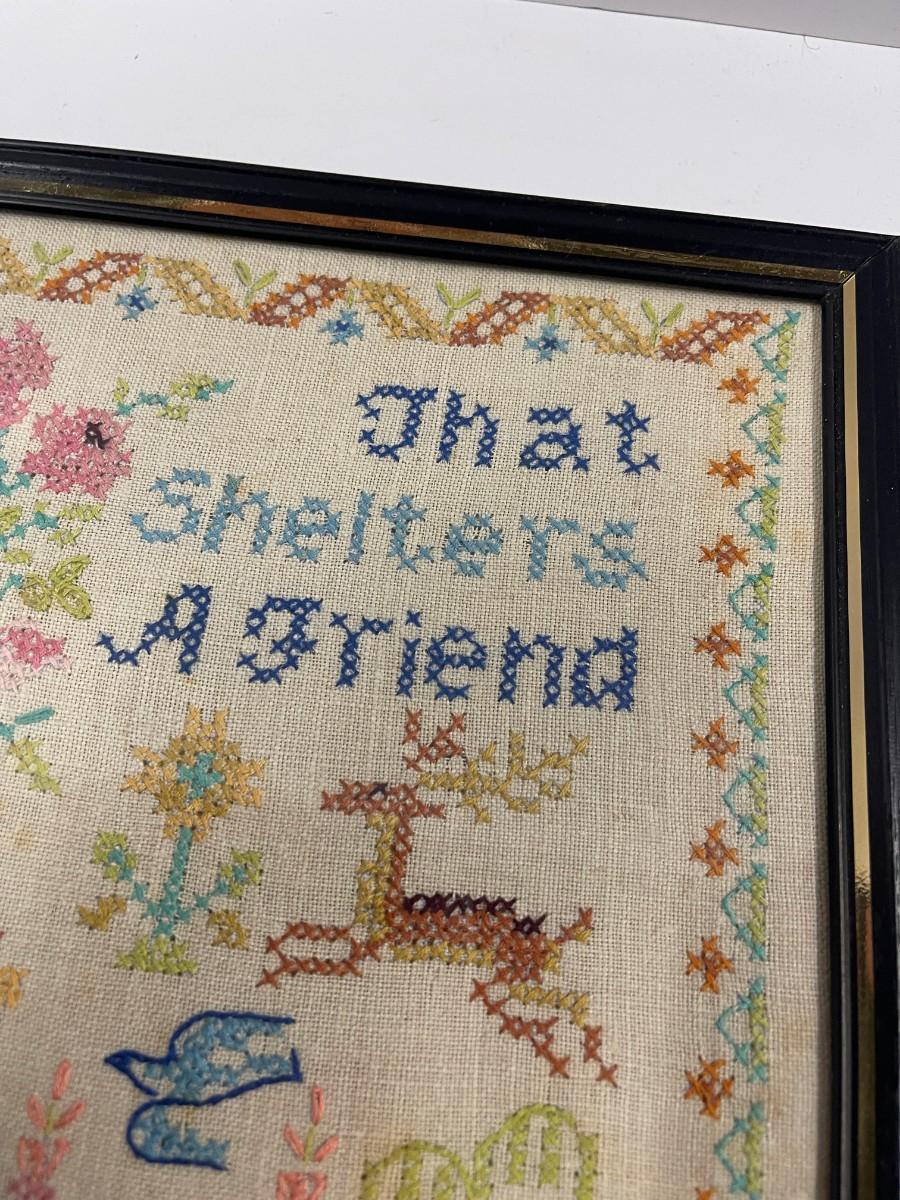 That
Shelters
A Friend